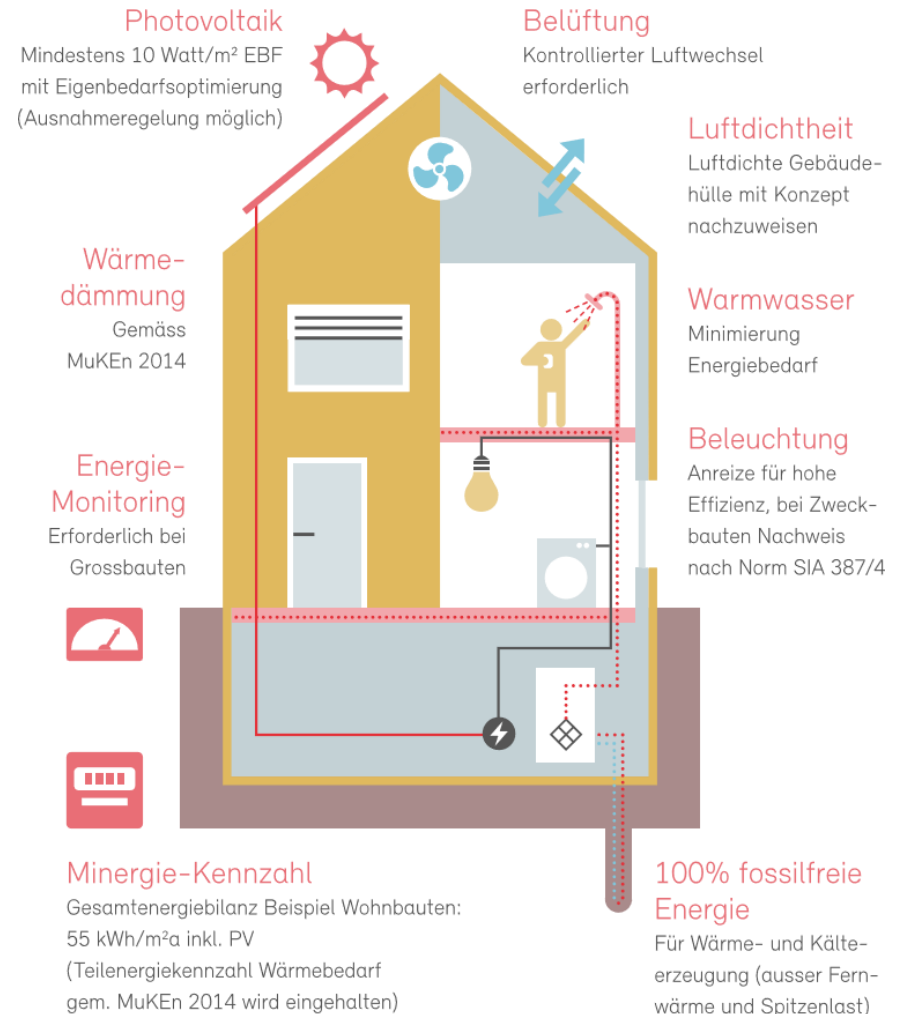 Photovoltaik
Mindestens 10 Watt/m² EBF
mit Eigenbedarfsoptimierung
(Ausnahmeregelung möglich)
Belüftung
Kontrollierter Luftwechsel
erforderlich
Luftdichtheit
Luftdichte Gebäude-
hülle mit Konzept
nachzuweisen
Wärme-
dämmung
Gemäss
MuKEn 2014
Warmwasser
Minimierung
Energiebedarf
Energie-
Monitoring
Erforderlich bei
Grossbauten
Beleuchtung
Anreize für hohe
Effizienz, bei Zweck-
bauten Nachweis
nach Norm SIA 387/4
Minergie-Kennzahl
Gesamtenergiebilanz Beispiel Wohnbauten:
55 kWh/m²a inkl. PV
(Teilenergiekennzahl Wärmebedarf
gem. MuKEn 2014 wird eingehalten)
100% fossilfreie
Energie
Für Wärme- und Kälte-
erzeugung (ausser Fern-
wärme und Spitzenlast)